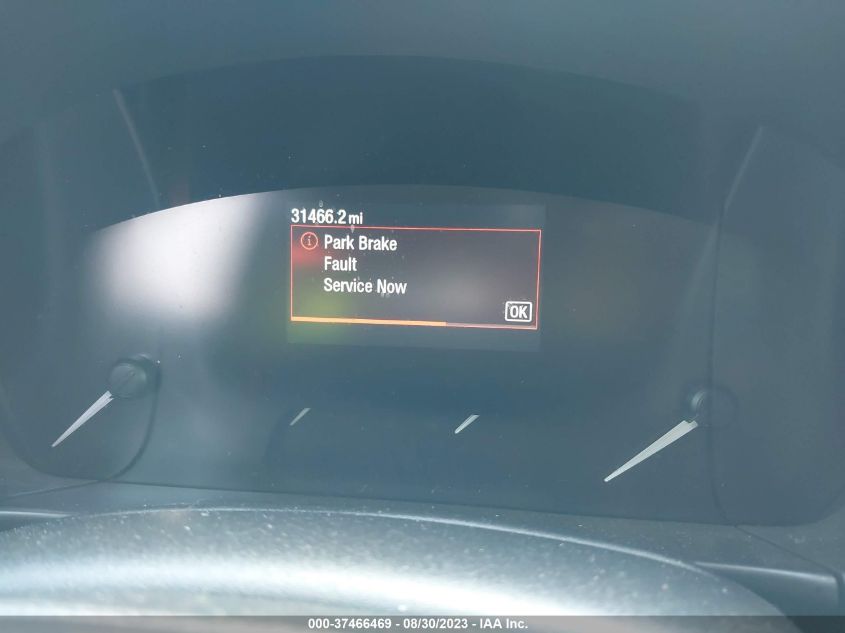 31466.2 mi
Park Brake
Fault
Service Now
OK
000-37466469 - 08/30/2023 - IAA Inc.